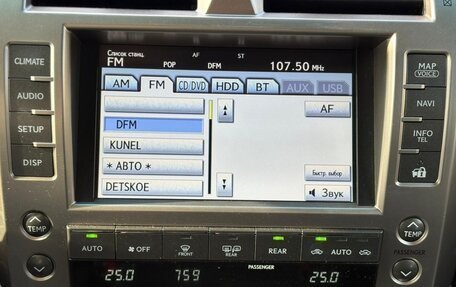 Список станц. AF ST
FM POP DFM 107.50 MHz
AM FM CD/DVD HDD BT AUX USB
DFM
KUNEL
* АВТО *
DETSKOE
AF
Быстр. выбор
Звук
CLIMATE
AUDIO
SETUP
DISP
MAP
VOICE
NAVI
INFO
TEL
TEMP
TEMP
AUTO OFF FRONT REAR REAR AUTO
PASSENGER
25.0 759 PASSENGER 25.0